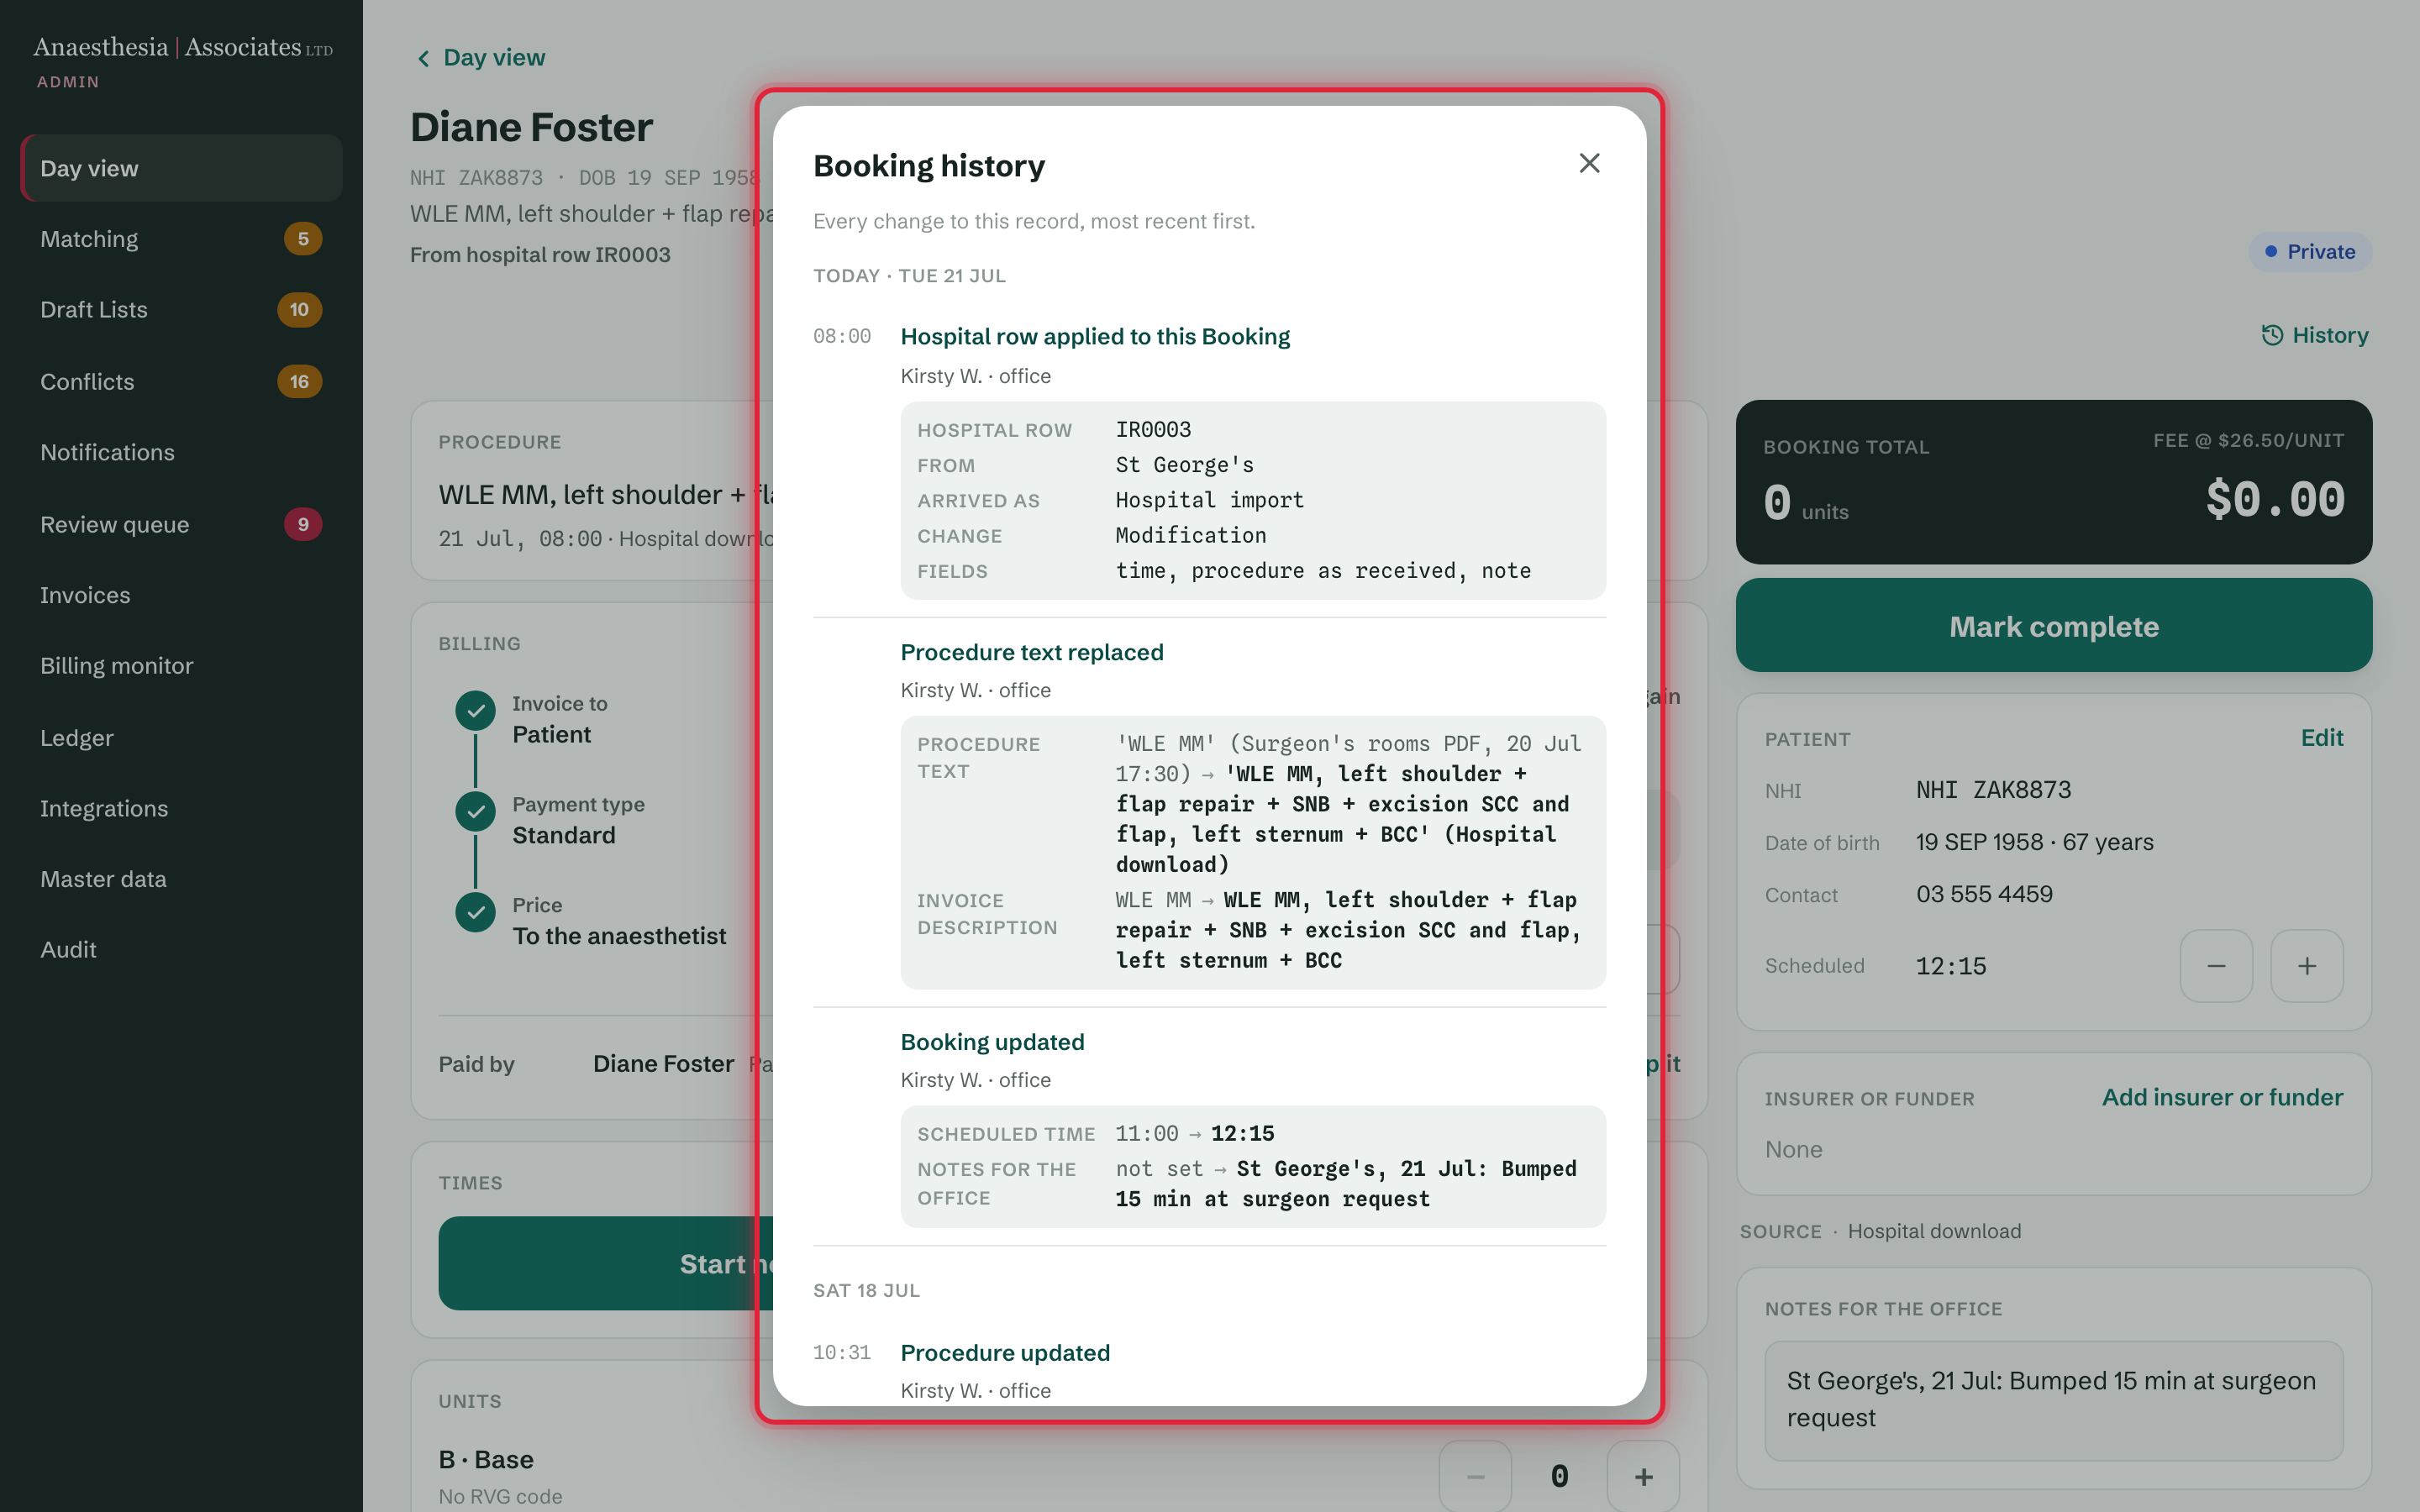 Anaesthesia | Associates LTD
ADMIN
Day view
Matching 5
Draft Lists 10
Conflicts 16
Notifications
Review queue 9
Invoices
Billing monitor
Ledger
Integrations
Master data
Audit
Day view
Diane Foster
NHI ZAK8873 · DOB 19 SEP 1958
WLE MM, left shoulder + flap
From hospital row IR0003
Private
History
PROCEDURE
WLE MM, left shoulder +
21 Jul, 08:00 · Hospital
BILLING
Invoice to
Patient
Payment type
Standard
Price
To the anaesthetist
Paid by Diane Foster
TIMES
Start
UNITS
B · Base
No RVG code
0
Booking history
Every change to this record, most recent first.
TODAY · TUE 21 JUL
08:00 Hospital row applied to this Booking
Kirsty W. · office
HOSPITAL ROW IR0003
FROM St George's
ARRIVED AS Hospital import
CHANGE Modification
FIELDS time, procedure as received, note
Procedure text replaced
Kirsty W. · office
PROCEDURE TEXT 'WLE MM' (Surgeon's rooms PDF, 20 Jul
17:30) → 'WLE MM, left shoulder +
flap repair + SNB + excision SCC and
flap, left sternum + BCC' (Hospital
download)
INVOICE DESCRIPTION WLE MM → WLE MM, left shoulder + flap
repair + SNB + excision SCC and flap,
left sternum + BCC
Booking updated
Kirsty W. · office
SCHEDULED TIME 11:00 → 12:15
NOTES FOR THE OFFICE not set → St George's, 21 Jul: Bumped
15 min at surgeon request
SAT 18 JUL
10:31 Procedure updated
Kirsty W. · office
BOOKING TOTAL FEE @ $26.50/UNIT
0 units $0.00
Mark complete
PATIENT Edit
NHI NHI ZAK8873
Date of birth 19 SEP 1958 · 67 years
Contact 03 555 4459
Scheduled 12:15
INSURER OR FUNDER Add insurer or funder
None
SOURCE · Hospital download
NOTES FOR THE OFFICE
St George's, 21 Jul: Bumped 15 min at surgeon
request